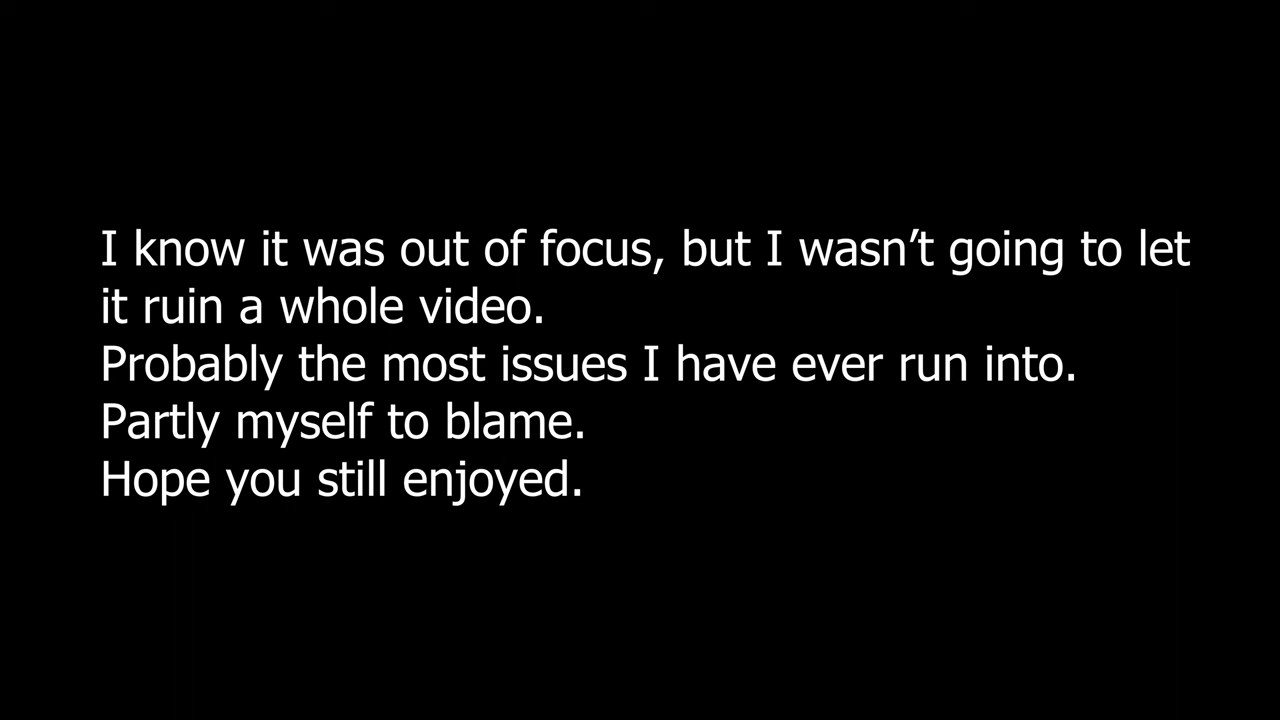 I know it was out of focus, but I wasn’t going to let
it ruin a whole video.
Probably the most issues I have ever run into.
Partly myself to blame.
Hope you still enjoyed.